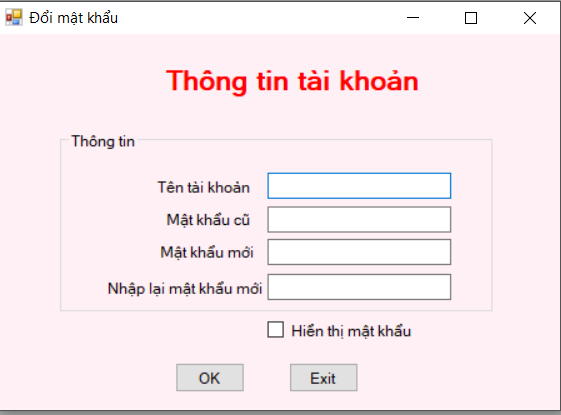 Đổi mật khẩu
Thông tin tài khoản
Thông tin
Tên tài khoản
Mật khẩu cũ
Mật khẩu mới
Nhập lại mật khẩu mới
Hiển thị mật khẩu
OK Exit